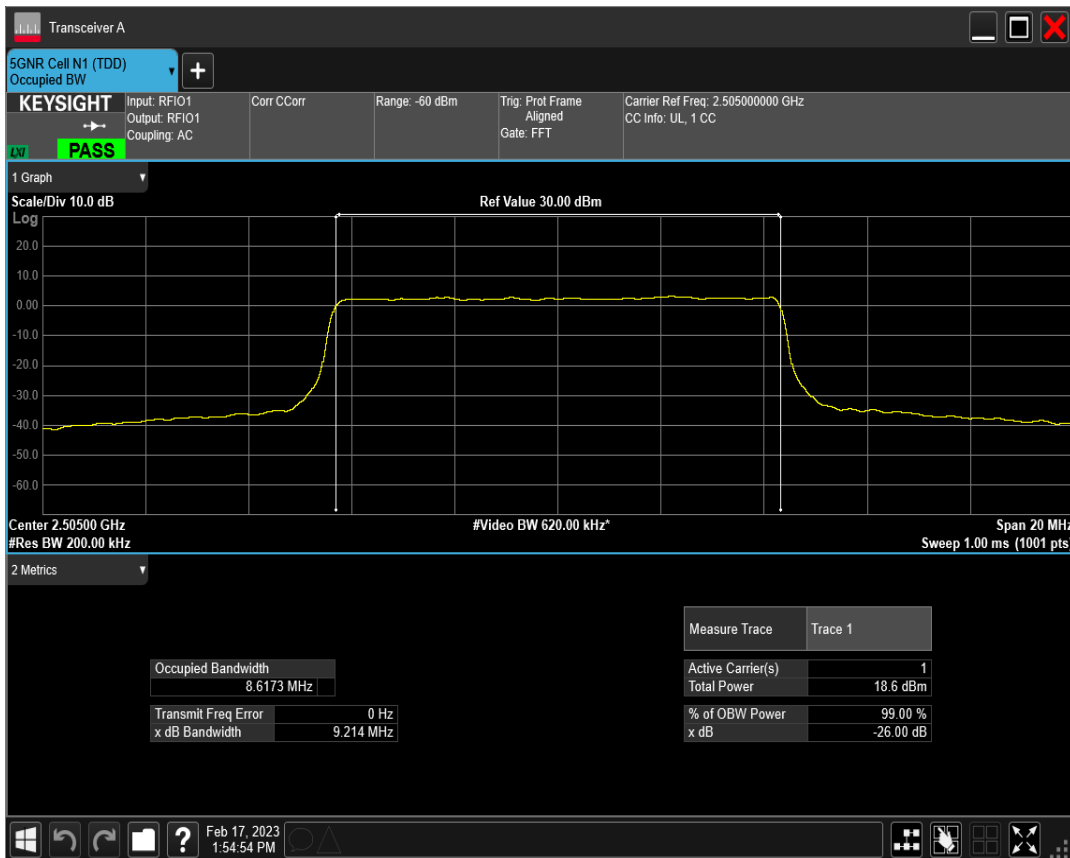 Transceiver A
5GNR Cell N1 (TDD)
Occupied BW
+
KEYSIGHT
LXI
PASS
Input: RFIO1
Output: RFIO1
Coupling: AC
Corr CCorr
Range: -60 dBm
Trig: Prot Frame
Aligned
Gate: FFT
Carrier Ref Freq: 2.505000000 GHz
CC Info: UL, 1 CC
1 Graph
Scale/Div 10.0 dB
Ref Value 30.00 dBm
Log
20.0
10.0
0.00
-10.0
-20.0
-30.0
-40.0
-50.0
-60.0
Center 2.50500 GHz
#Video BW 620.00 kHz*
Span 20 MHz
#Res BW 200.00 kHz
Sweep 1.00 ms (1001 pts)
2 Metrics
Measure Trace Trace 1
Occupied Bandwidth
8.6173 MHz
Active Carrier(s) 1
Total Power 18.6 dBm
Transmit Freq Error 0 Hz
x dB Bandwidth 9.214 MHz
% of OBW Power 99.00 %
x dB -26.00 dB
?
Feb 17, 2023
1:54:54 PM